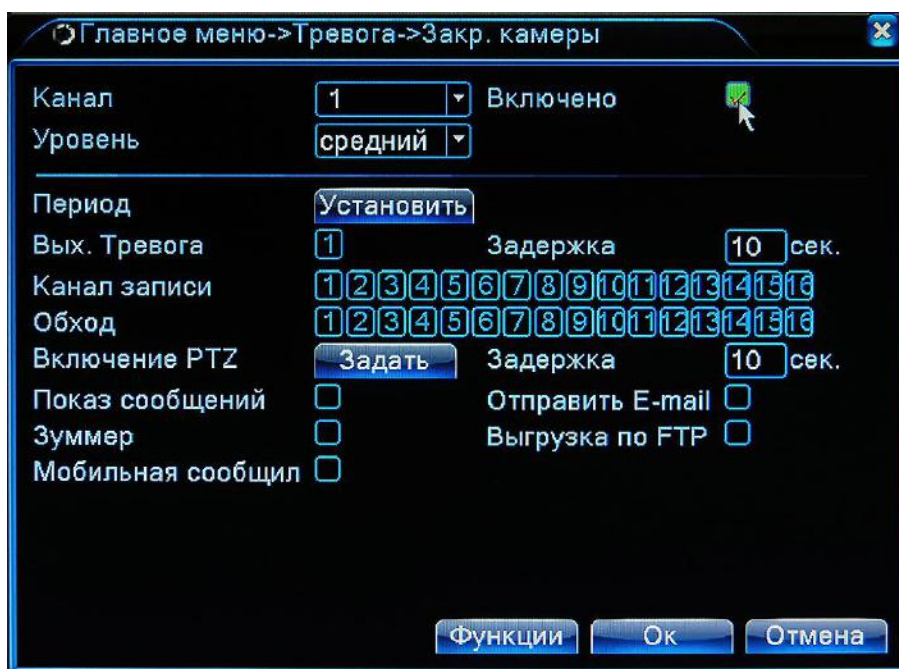 Главное меню->Тревога->Закр. камеры
Канал 1 Включено
Уровень средний
Период Установить
Вых. Тревога 1 Задержка 10 сек.
Канал записи 1 2 3 4 5 6 7 8 9 10 11 12 13 14 15 16
Обход 1 2 3 4 5 6 7 8 9 10 11 12 13 14 15 16
Включение PTZ Задать Задержка 10 сек.
Показ сообщений Отправить E-mail
Зуммер Выгрузка по FTP
Мобильная сообщил
Функции Ок Отмена